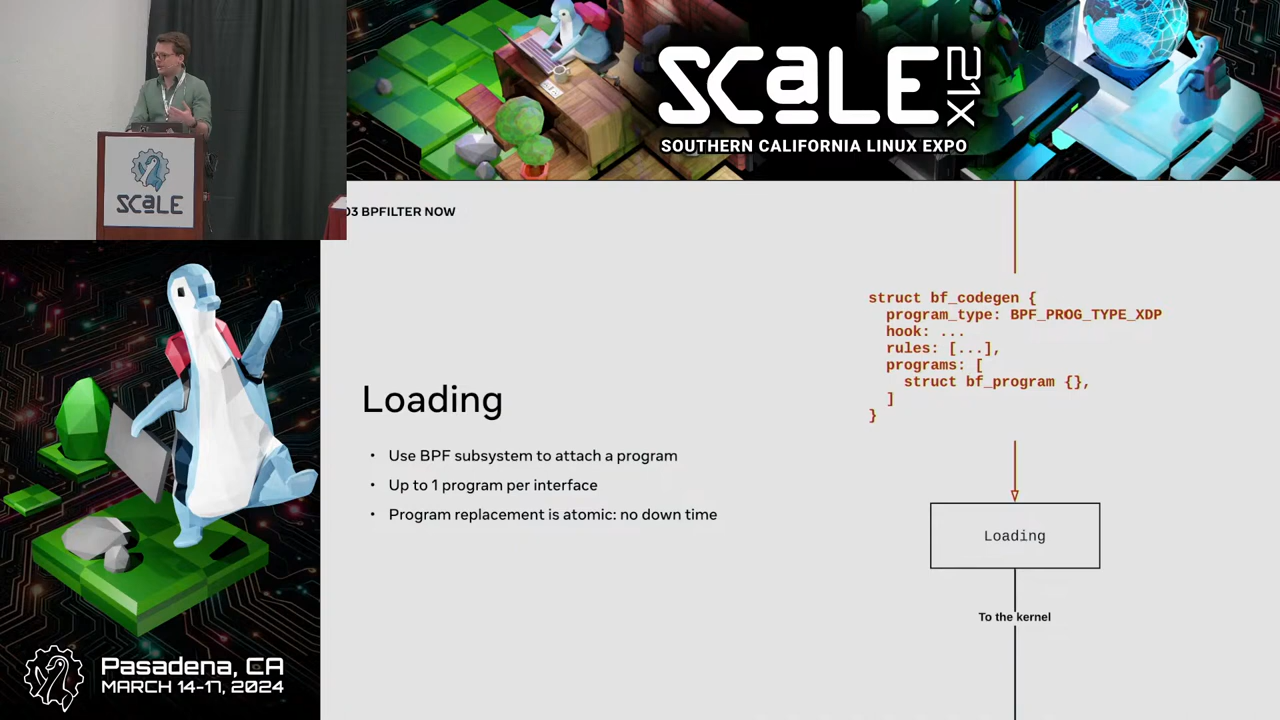 SCALE
21X
SOUTHERN CALIFORNIA LINUX EXPO
SCALE
03 BPFILTER NOW
Loading
• Use BPF subsystem to attach a program
• Up to 1 program per interface
• Program replacement is atomic: no down time
struct bf_codegen {
program_type: BPF_PROG_TYPE_XDP
hook: ...
rules: [...],
programs: [
struct bf_program {},
]
}
Loading
To the kernel
Pasadena, CA
MARCH 14-17, 2024